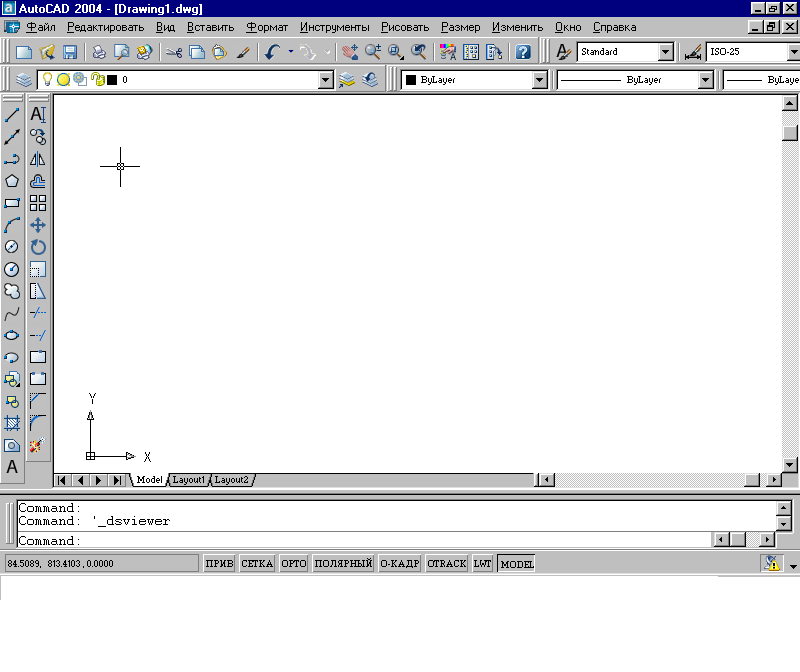 AutoCAD 2004 - [Drawing1.dwg]
Файл Редактировать Вид Вставить Формат Инструменты Рисовать Размер Изменить Окно Справка
Standard ISO-25
0 ByLayer ByLayer ByLaye
A
Y
X
A
Model Layout1 Layout2
Command:
Command: '_dsviewer
Command:
84.5089, 813.4103, 0.0000 ПРИВ СЕТКА ОРТО ПОЛЯРНЫЙ О-КАДР OTRACK LWT MODEL